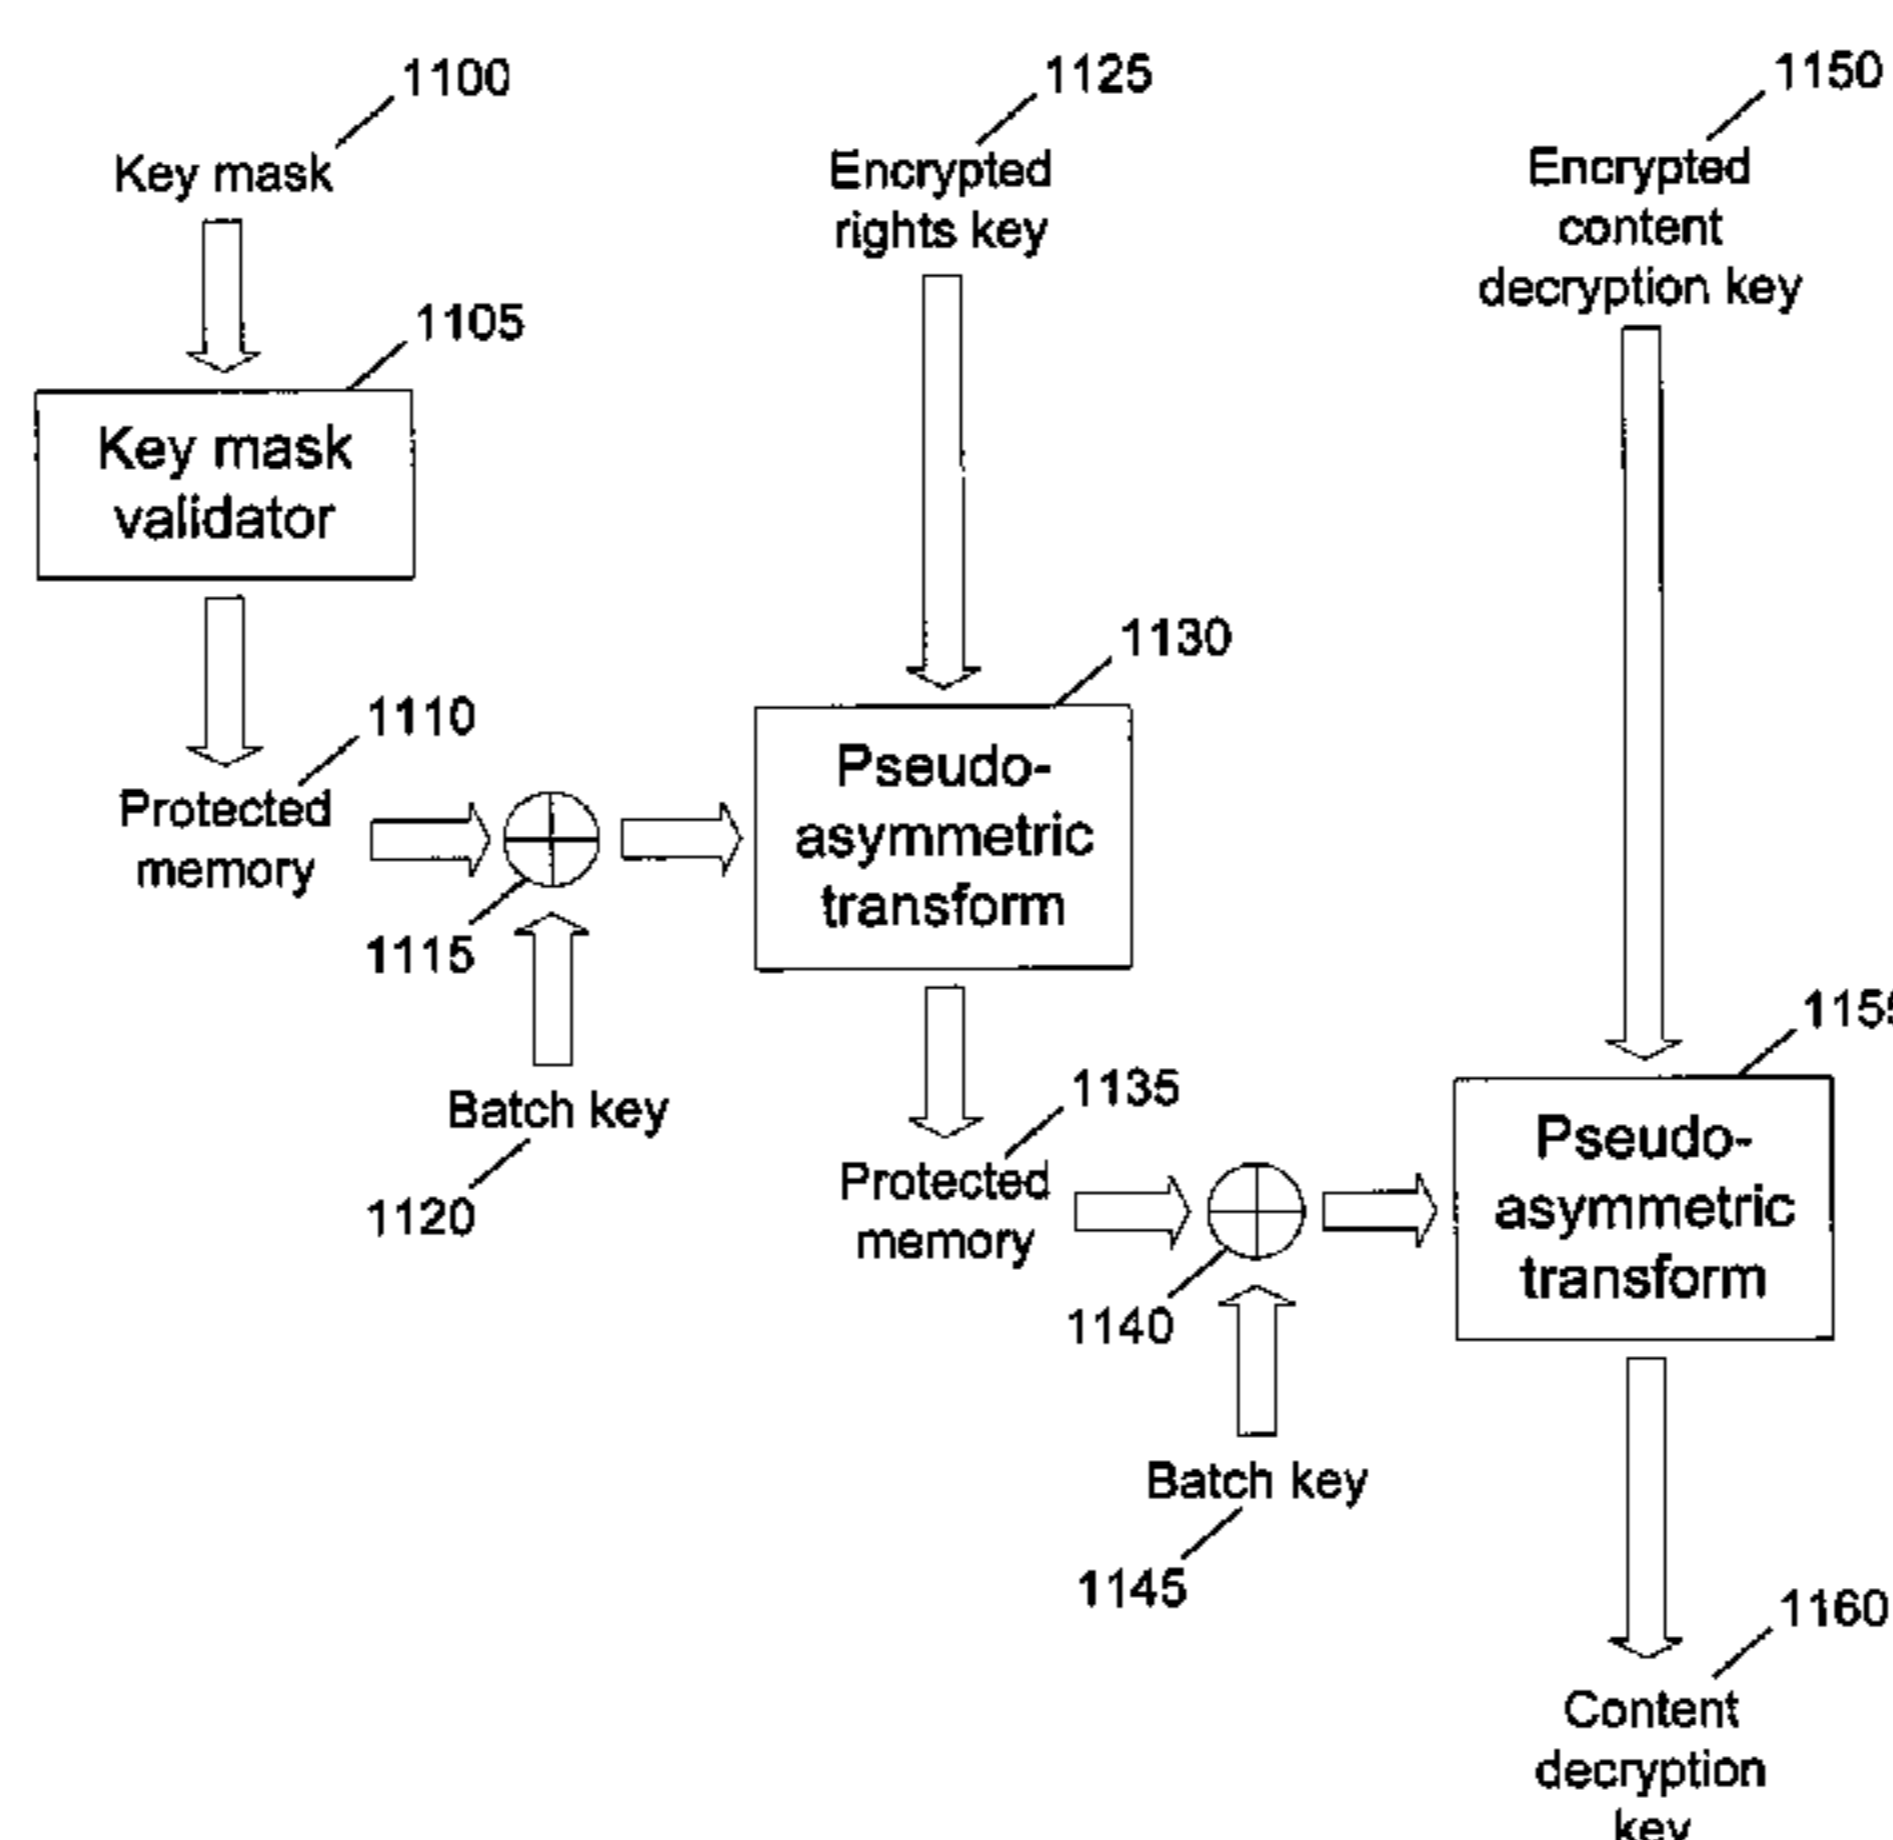 1100
Key mask
1105
Key mask
validator
1110
Protected
memory
1115
Batch key
1120
1125
Encrypted
rights key
1130
Pseudo-
asymmetric
transform
1135
Protected
memory
1140
Batch key
1145
1150
Encrypted
content
decryption key
1155
Pseudo-
asymmetric
transform
1160
Content
decryption
key